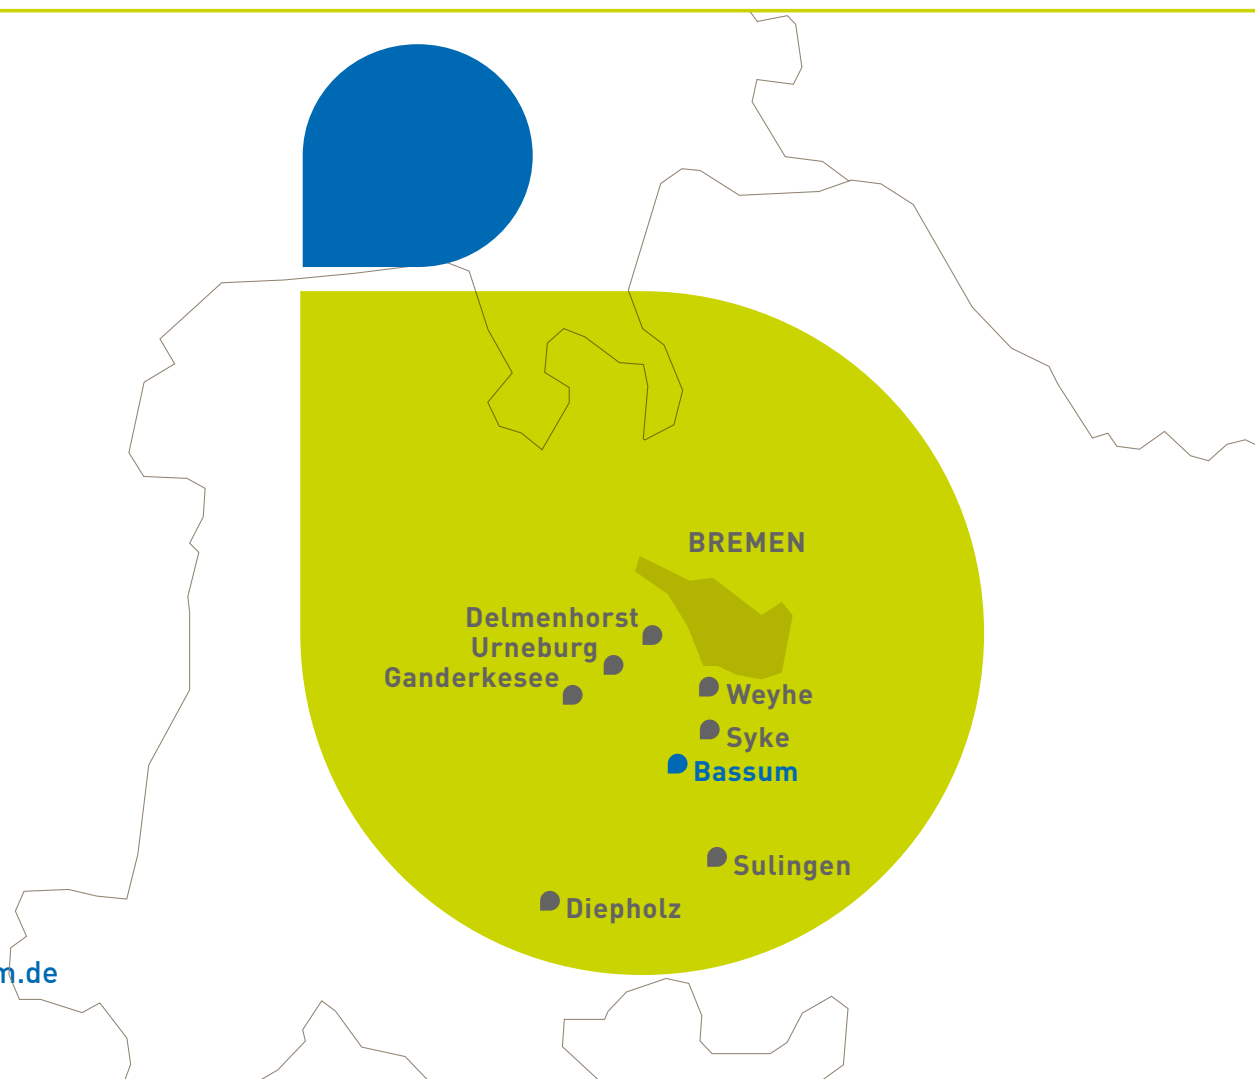 BREMEN
Delmenhorst
Urneburg
Ganderkesee
Weyhe
Syke
Bassum
Sulingen
Diepholz
m.de